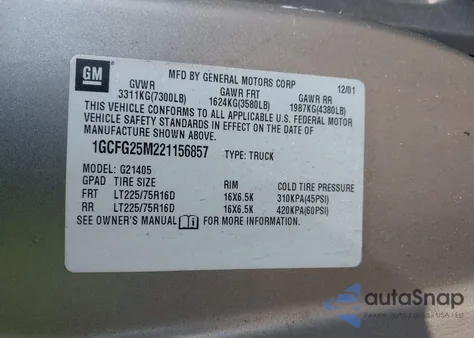 GM
MFD BY GENERAL MOTORS CORP 12/01
GVWR GAWR FRT GAWR RR
3311KG(7300LB) 1624KG(3580LB) 1987KG(4380LB)
THIS VEHICLE CONFORMS TO ALL APPLICABLE U.S. FEDERAL MOTOR
VEHICLE SAFETY STANDARDS IN EFFECT ON THE DATE OF
MANUFACTURE SHOWN ABOVE.
1GCFG25M221156857 TYPE: TRUCK
MODEL: G21405
GPAD TIRE SIZE RIM COLD TIRE PRESSURE
FRT LT225/75R16D 16X6.5K 310KPA(45PSI)
RR LT225/75R16D 16X6.5K 420KPA(60PSI)
SEE OWNER'S MANUAL FOR MORE INFORMATION.
autoSnap